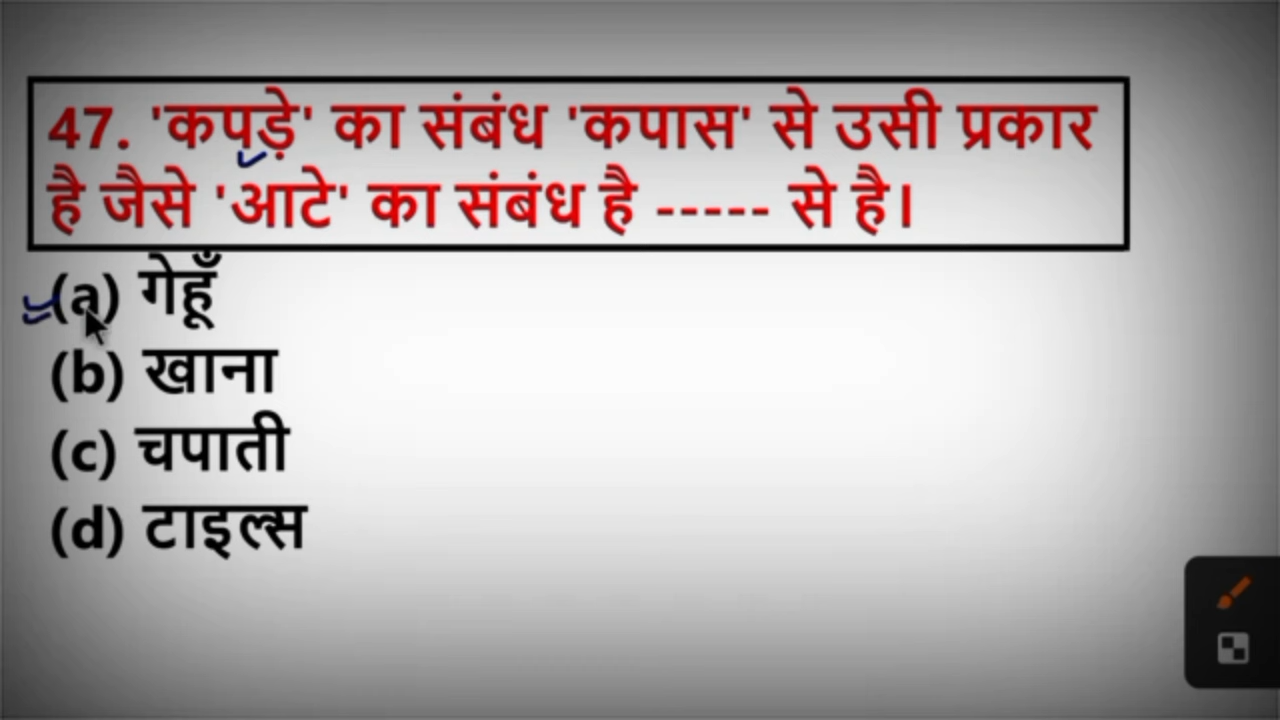 47. 'कपड़े' का संबंध 'कपास' से उसी प्रकार
है जैसे 'आटे' का संबंध है ----- से है।
(a) गेहूँ
(b) खाना
(c) चपाती
(d) टाइल्स